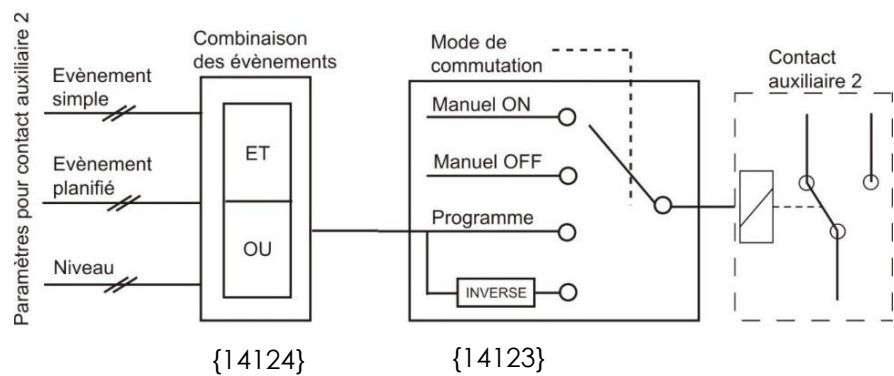 Paramètres pour contact auxiliaire 2
Evènement
simple
Evènement
planifié
Niveau
Combinaison
des évènements
ET
OU
{14124}
Mode de
commutation
Manuel ON
Manuel OFF
Programme
INVERSE
{14123}
Contact
auxiliaire 2